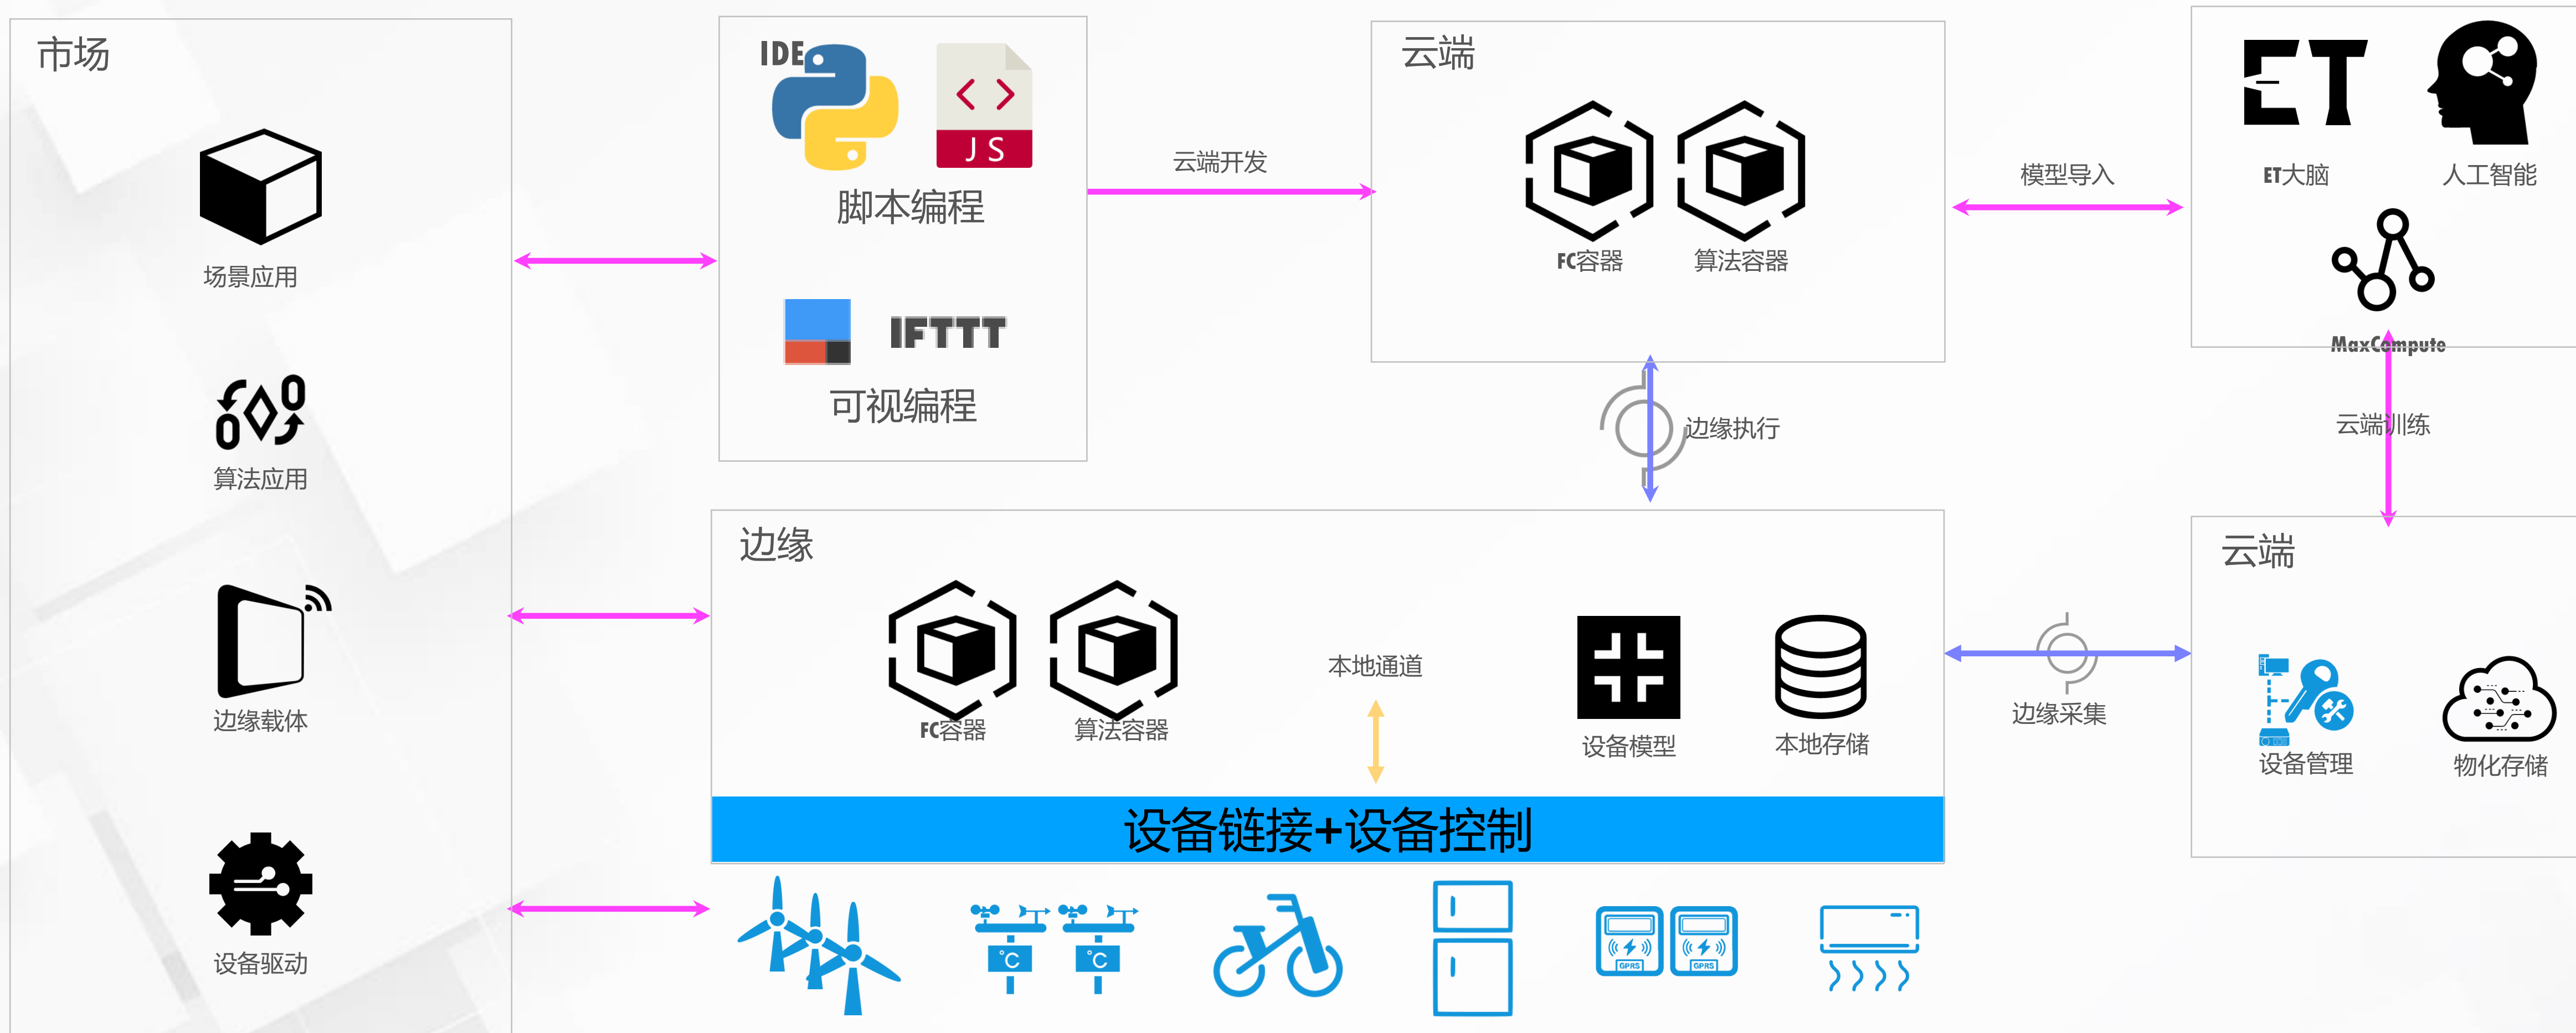 市场
场景应用
算法应用
边缘载体
设备驱动
IDE
JS
脚本编程
IFTTT
可视编程
云端开发
云端
FC容器
算法容器
模型导入
ET
ET大脑
人工智能
MaxCompute
边缘执行
云端训练
边缘
FC容器
算法容器
本地通道
设备模型
本地存储
设备链接+设备控制
边缘采集
云端
设备管理
物化存储
°C
°C
GPRS
GPRS